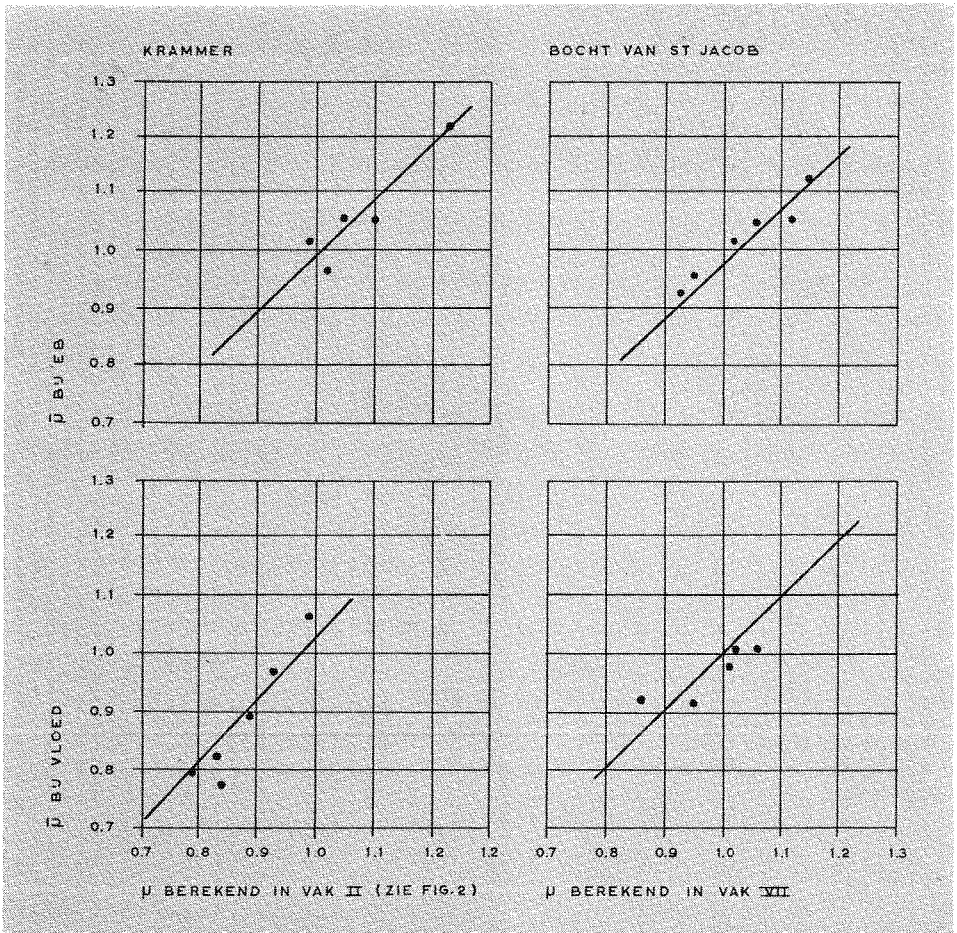 KRAMMER
BOCHT VAN ST JACOB
1.3
1.2
1.1
1.0
0.9
0.8
0.7
μ̄ BIJ EB
1.3
1.2
1.1
1.0
0.9
0.8
0.7
μ̄ BIJ VLOED
0.7 0.8 0.9 1.0 1.1 1.2 1.2
0.7 0.8 0.9 1.0 1.1 1.2 1.3
μ BEREKEND IN VAK II (ZIE FIG.2)
μ BEREKEND IN VAK VII